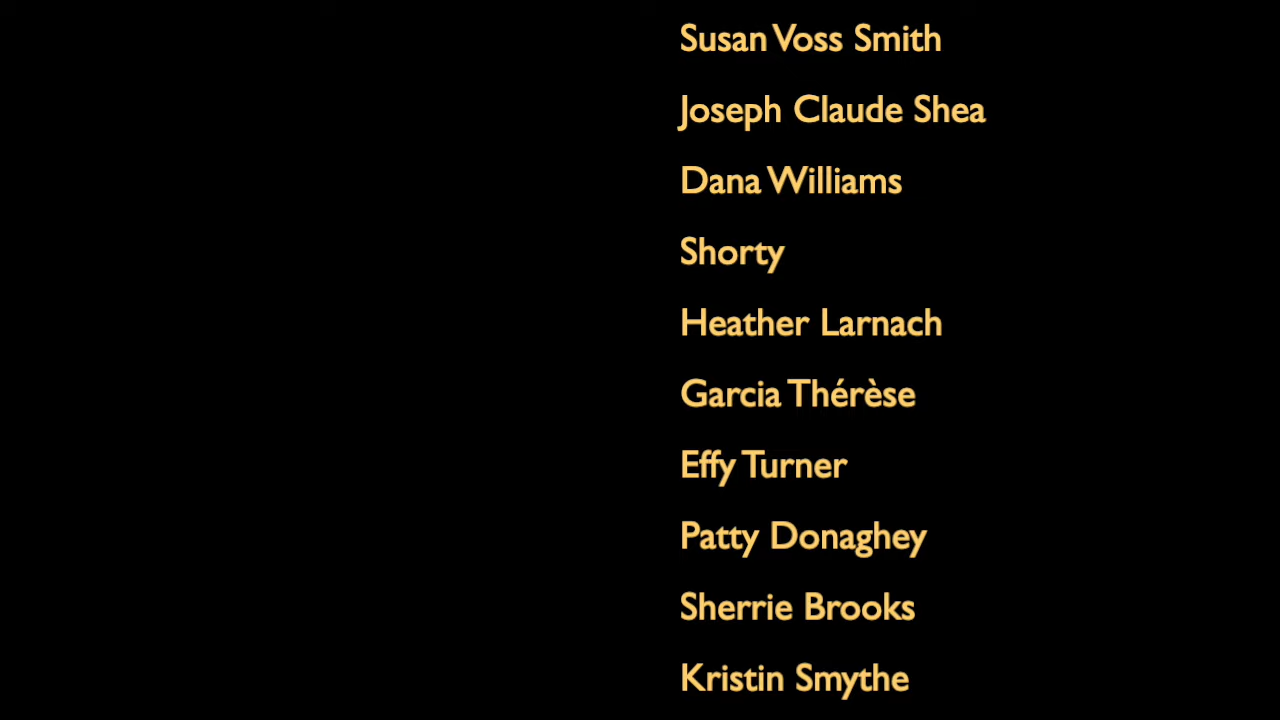 Susan Voss Smith
Joseph Claude Shea
Dana Williams
Shorty
Heather Larnach
Garcia Thérèse
Effy Turner
Patty Donaghey
Sherrie Brooks
Kristin Smythe